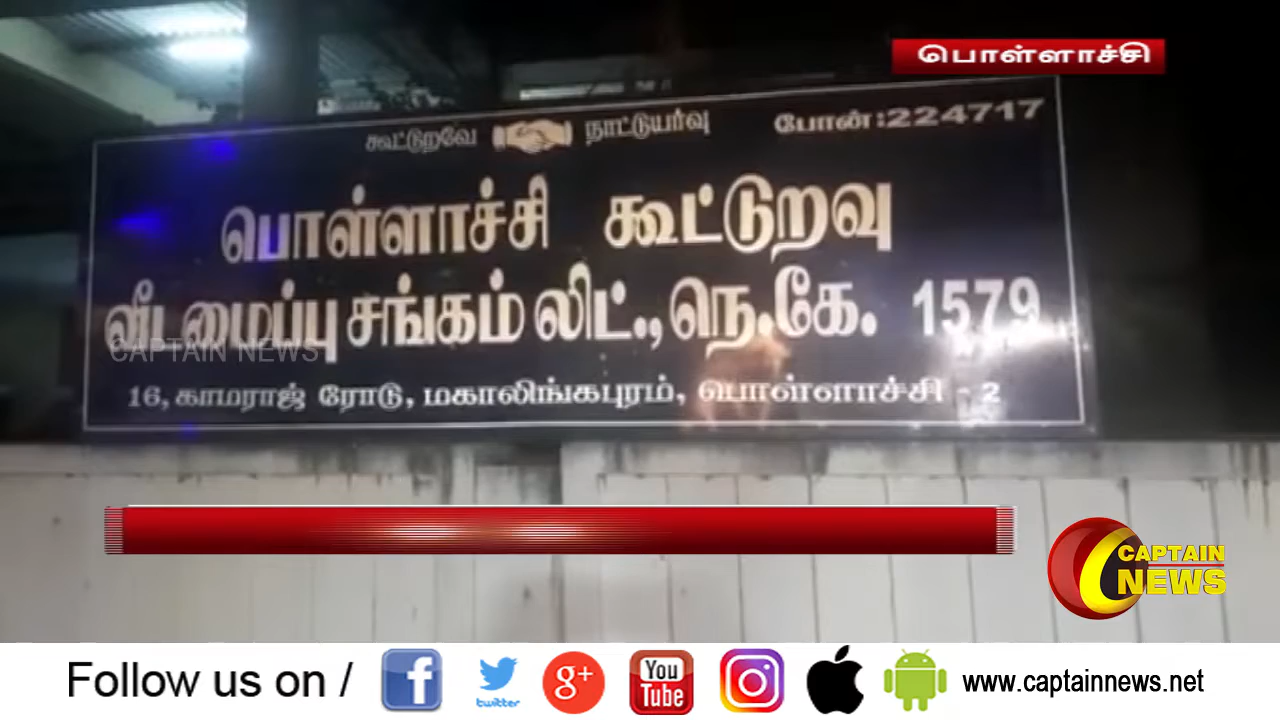 பொள்ளாச்சி
கூட்டுறவே நாட்டுயர்வு போன்:224717
பொள்ளாச்சி கூட்டுறவு
வீடமைப்பு சங்கம் லிட்., நெ.கே. 1579
CAPTAIN NEWS
16, காமராஜ் ரோடு, மகாலிங்கபுரம், பொள்ளாச்சி - 2
CAPTAIN
NEWS
Follow us on / f twitter g+ You Tube www.captainnews.net